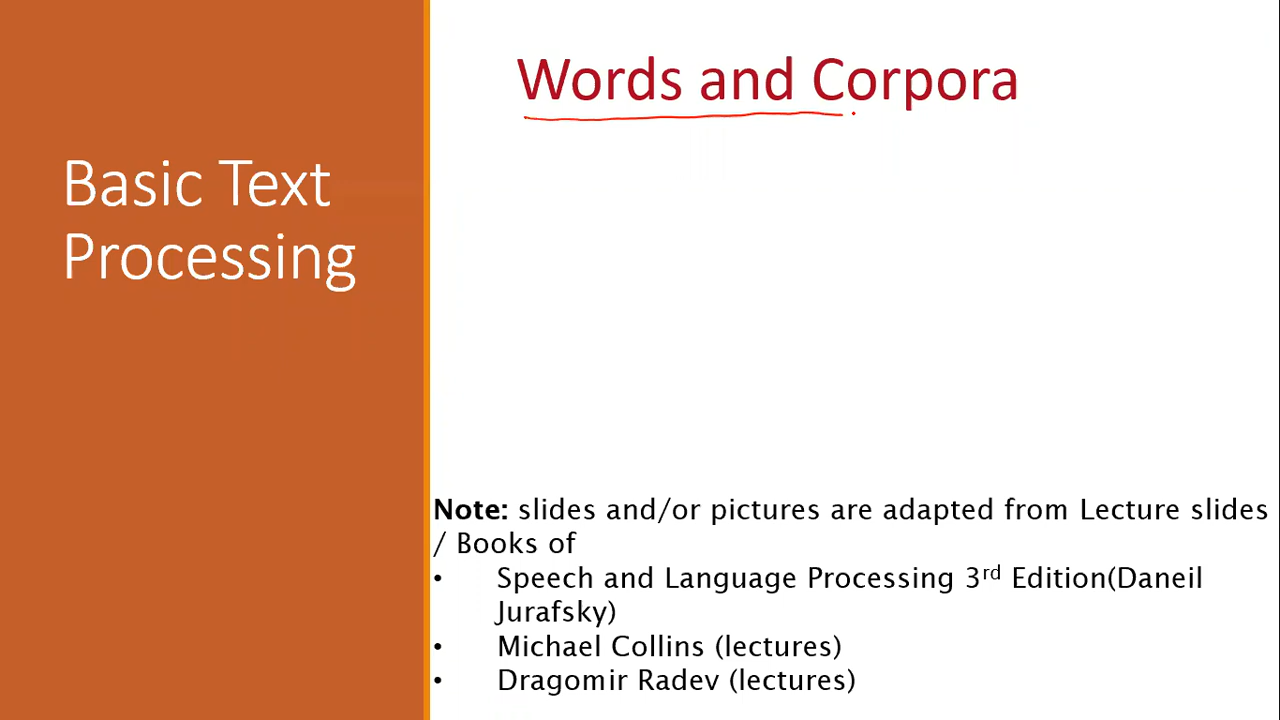 Basic Text
Processing
Words and Corpora
Note: slides and/or pictures are adapted from Lecture slides
/ Books of
• Speech and Language Processing 3rd Edition(Daneil
Jurafsky)
• Michael Collins (lectures)
• Dragomir Radev (lectures)